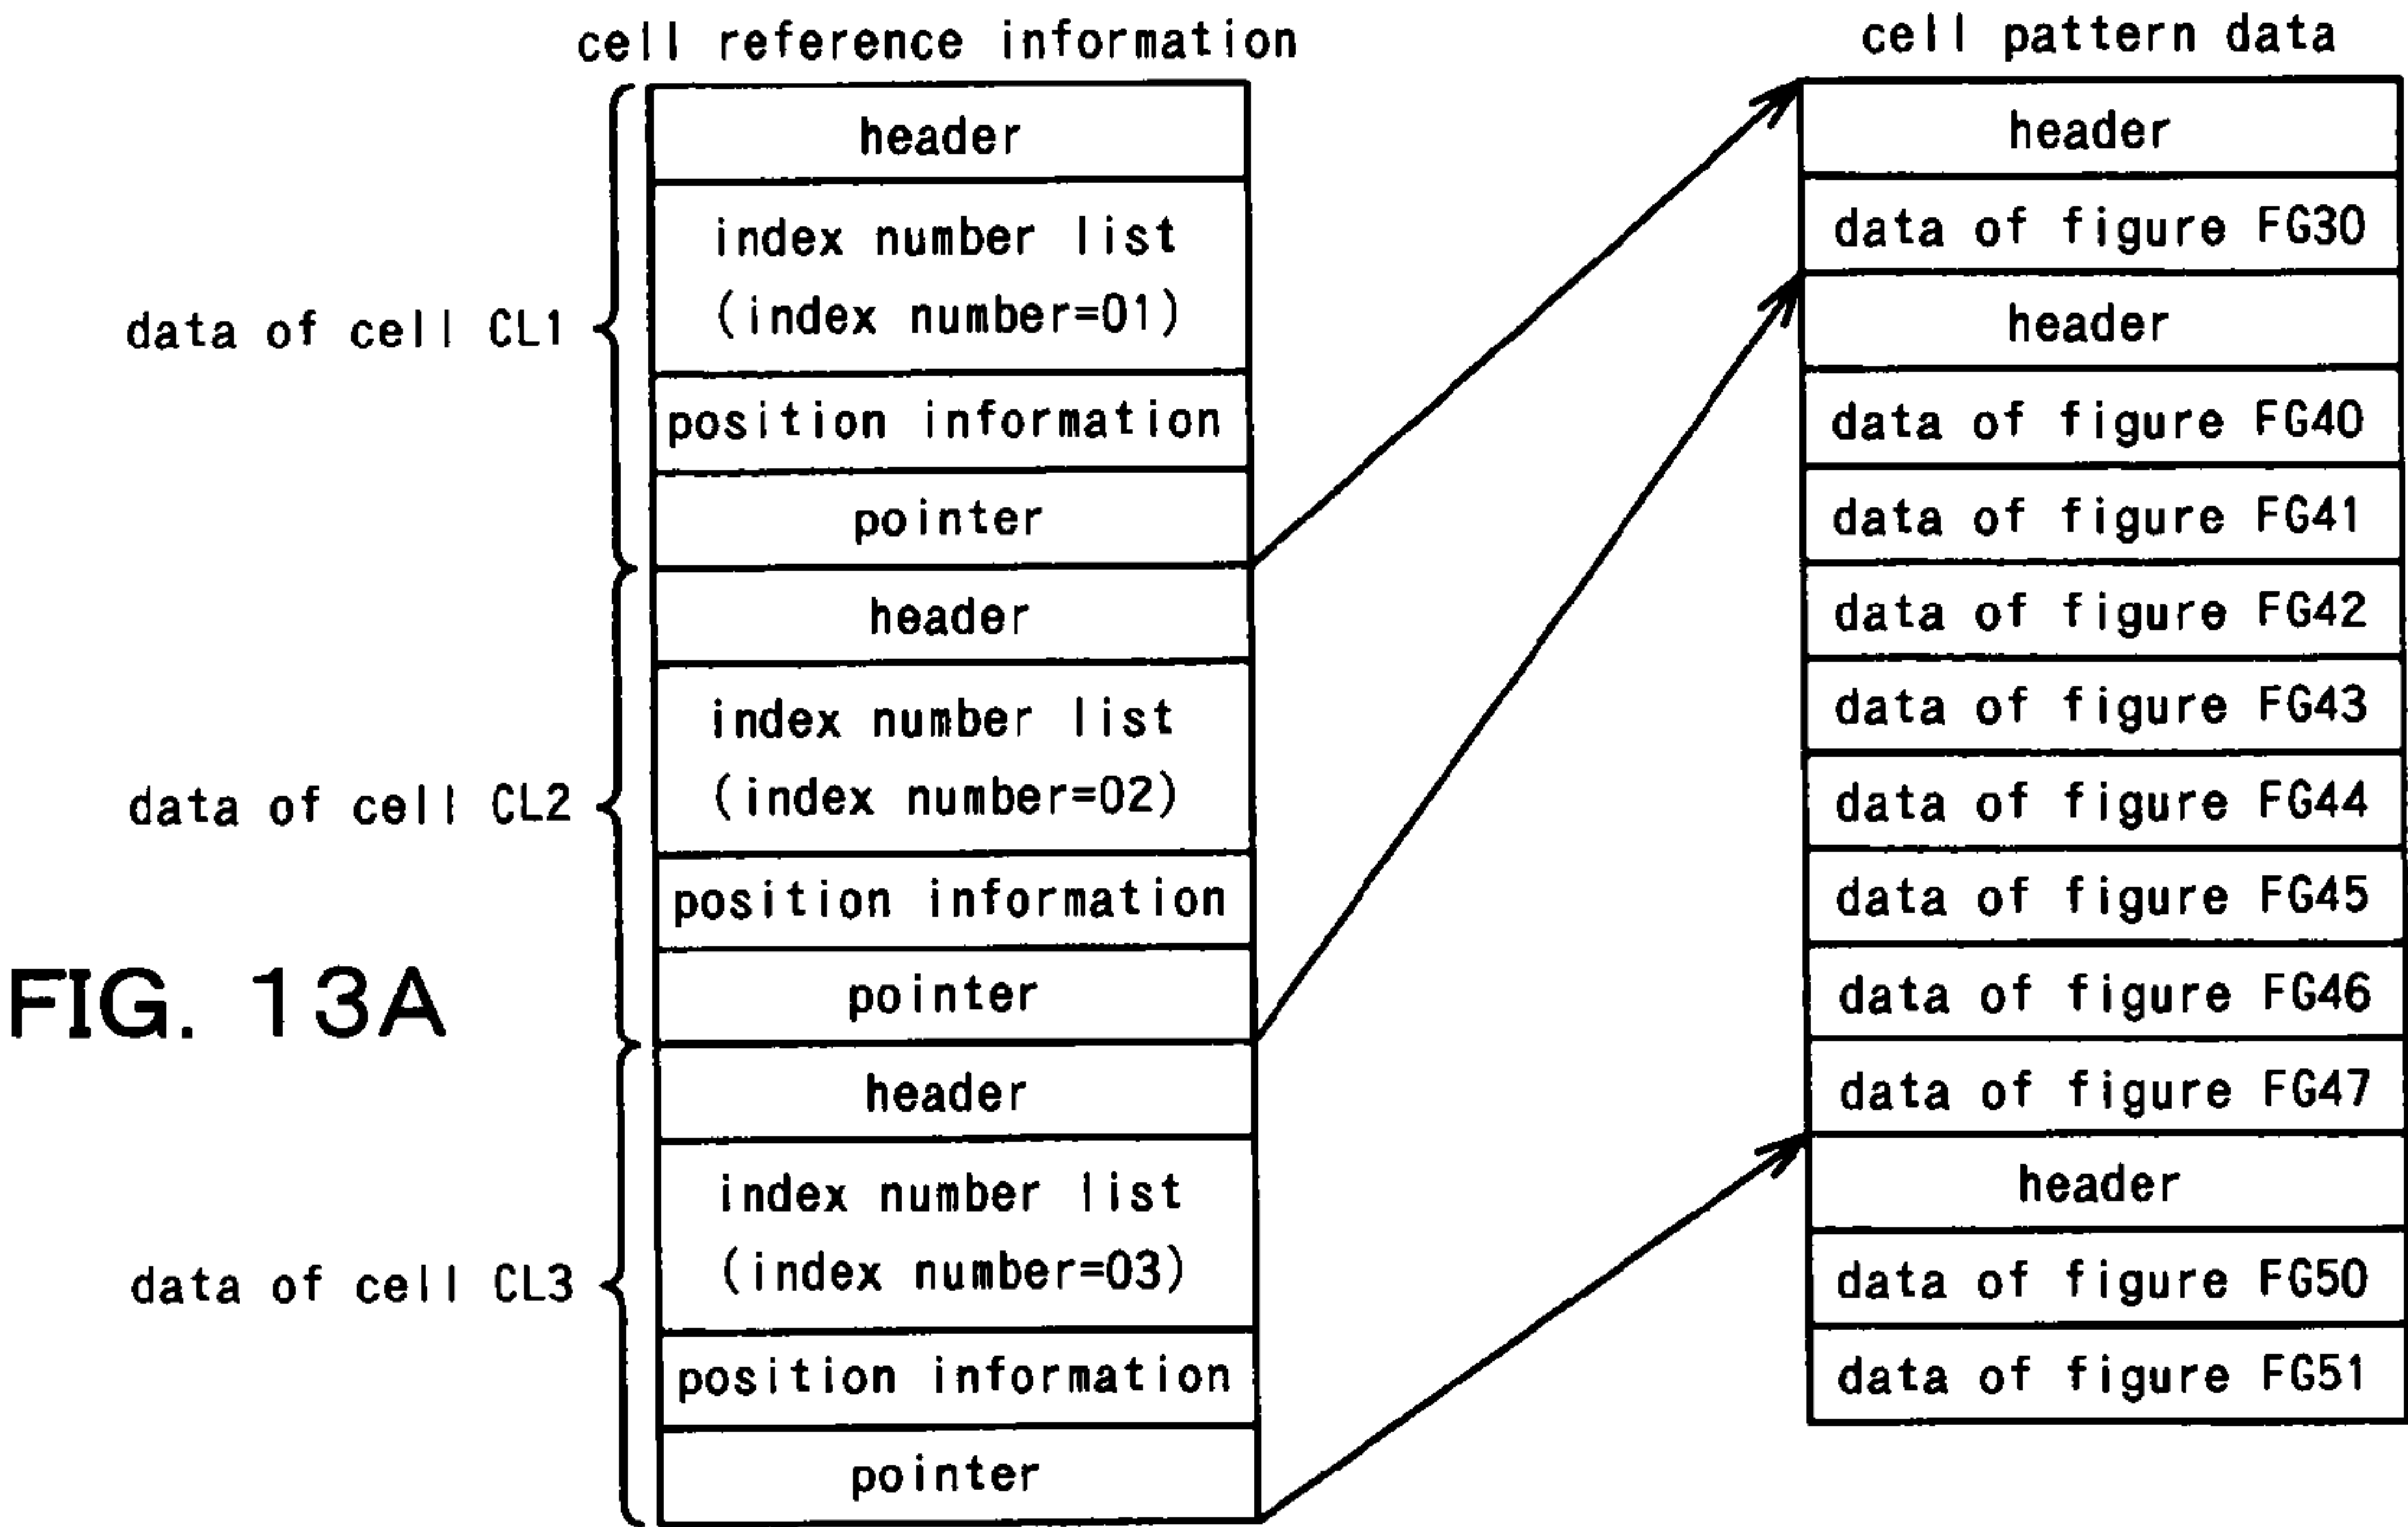 cell reference information
header
index number list
(index number=01)
position information
pointer
data of cell CL1
header
index number list
(index number=02)
position information
pointer
data of cell CL2
header
index number list
(index number=03)
position information
pointer
data of cell CL3
FIG. 13A
cell pattern data
header
data of figure FG30
header
data of figure FG40
data of figure FG41
data of figure FG42
data of figure FG43
data of figure FG44
data of figure FG45
data of figure FG46
data of figure FG47
header
data of figure FG50
data of figure FG51